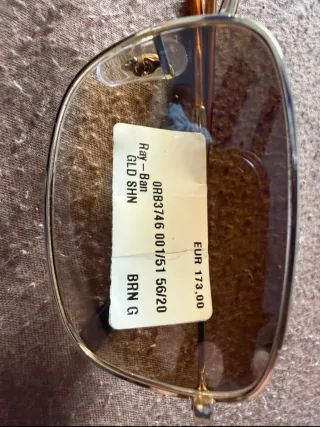 EUR 173,00
0RB3746 001/51 56/20
Ray-Ban
GLD SHN BRN G